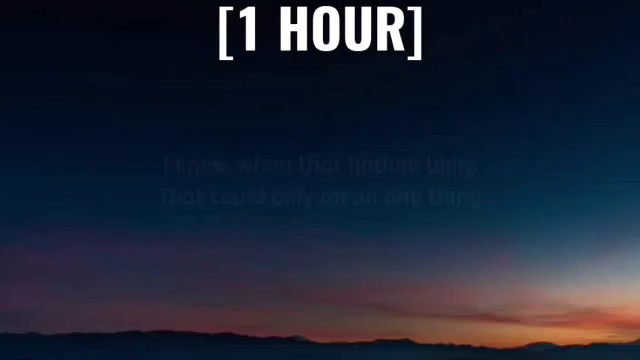 [1 HOUR]
I know when that hotline bling
That could only mean one thing